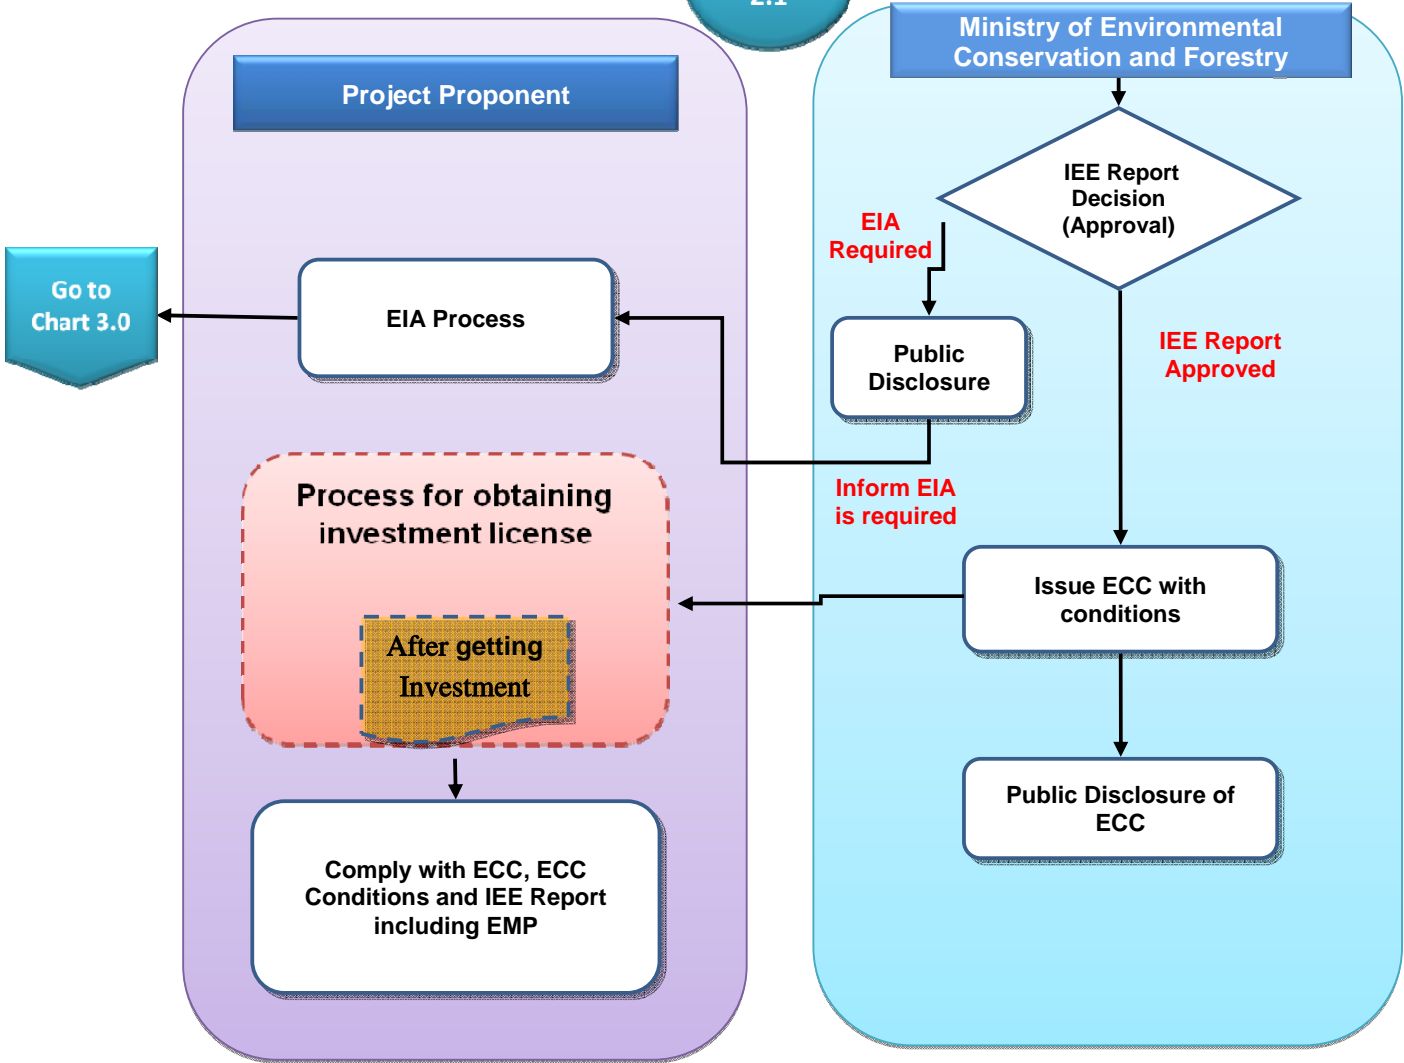 2.1
Ministry of Environmental
Conservation and Forestry
Project Proponent
IEE Report
Decision
(Approval)
EIA
Required
Go to
Chart 3.0
EIA Process
Public
Disclosure
IEE Report
Approved
Inform EIA
is required
Process for obtaining
investment license
After getting
Investment
Issue ECC with
conditions
Public Disclosure of
ECC
Comply with ECC, ECC
Conditions and IEE Report
including EMP